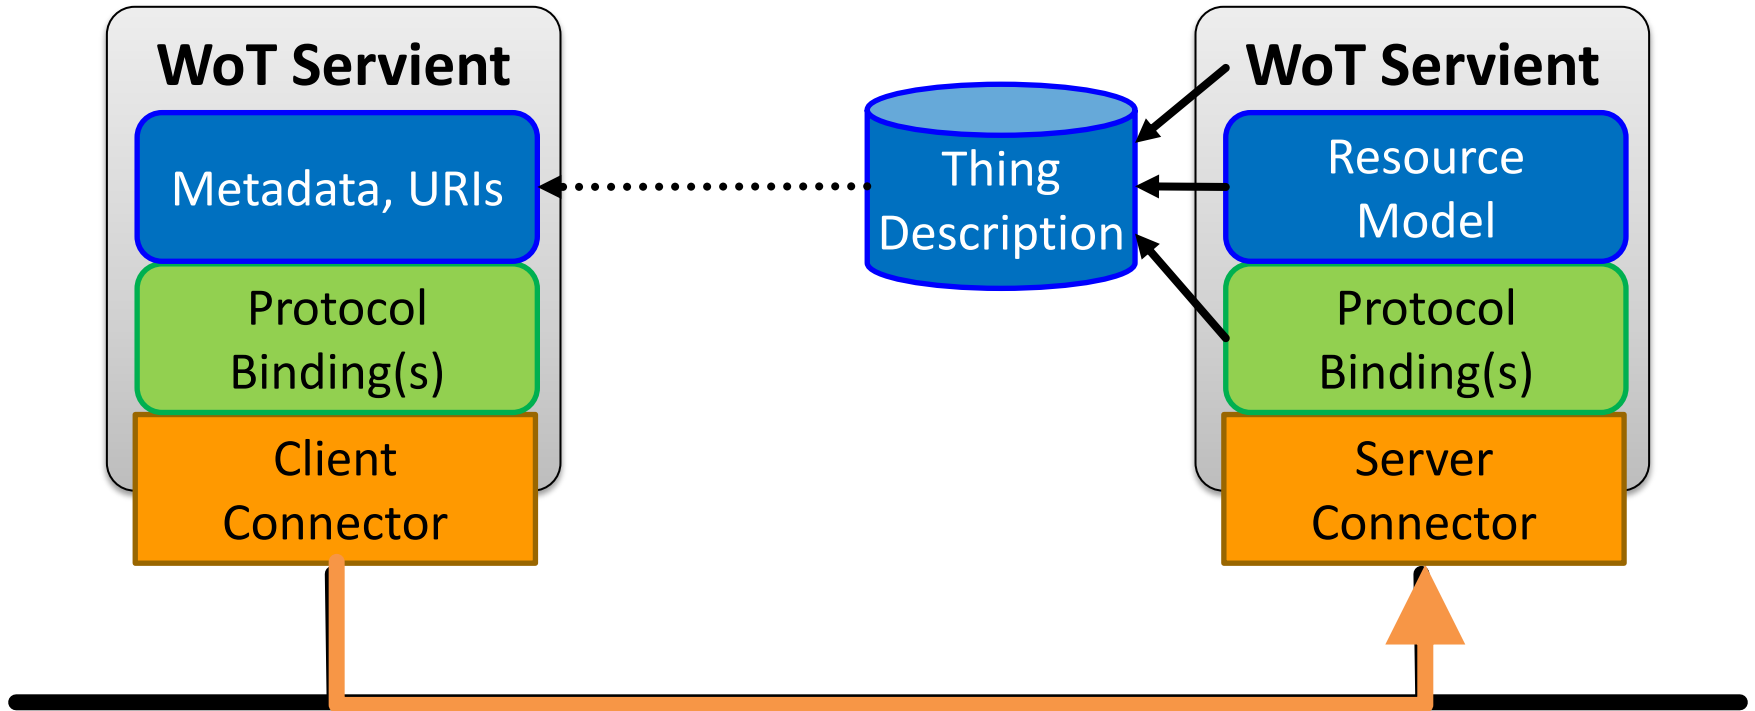 WoT Servient
Metadata, URIs
Protocol
Binding(s)
Client
Connector
Thing
Description
WoT Servient
Resource
Model
Protocol
Binding(s)
Server
Connector